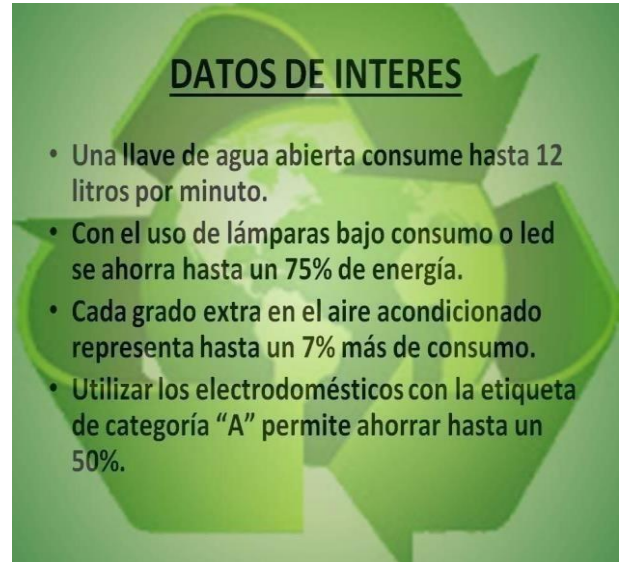 DATOS DE INTERES
• Una llave de agua abierta consume hasta 12
litros por minuto.
• Con el uso de lámparas bajo consumo o led
se ahorra hasta un 75% de energía.
• Cada grado extra en el aire acondicionado
representa hasta un 7% más de consumo.
• Utilizar los electrodomésticos con la etiqueta
de categoría “A” permite ahorrar hasta un
50%.